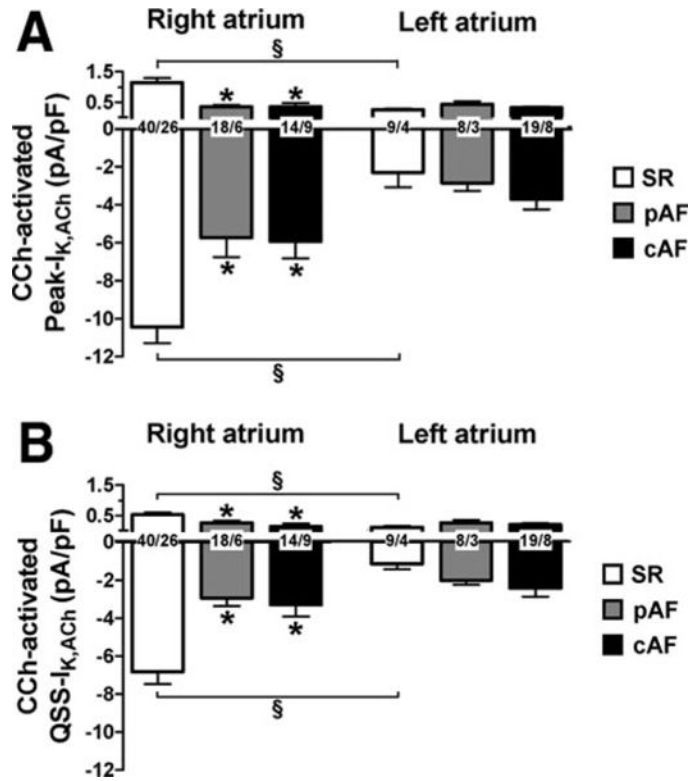 A
Right atrium
Left atrium
§
1.5
0.5
0
-2
-4
-6
-8
-10
-12
CCh-activated
Peak-I_K,ACh (pA/pF)
* *
40/26 18/6 14/9 9/4 8/3 19/8
* *
§
SR
pAF
cAF
B
Right atrium
Left atrium
§
1.5
0.5
0
-2
-4
-6
-8
-10
-12
CCh-activated
QSS-I_K,ACh (pA/pF)
* *
40/26 18/6 14/9 9/4 8/3 19/8
* *
§
SR
pAF
cAF